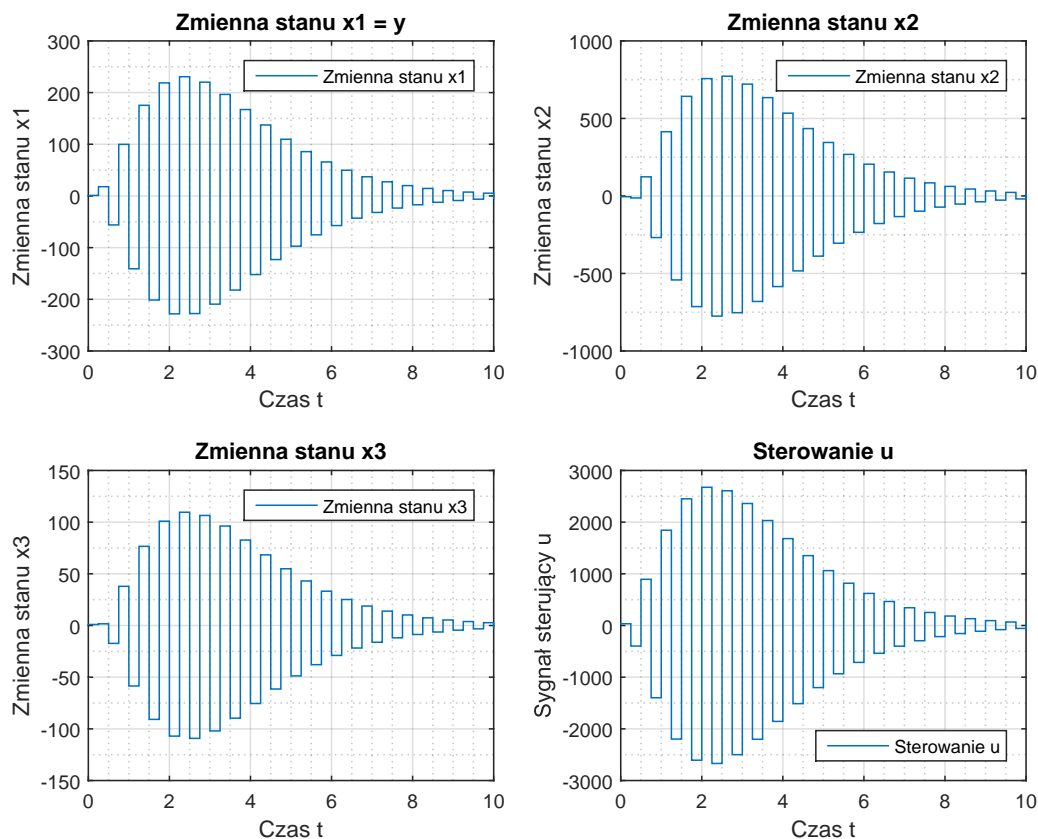 Zmienna stanu x1 = y
Zmienna stanu x1
Zmienna stanu x1
300
200
100
0
-100
-200
-300
0 2 4 6 8 10
Czas t
Zmienna stanu x2
Zmienna stanu x2
Zmienna stanu x2
1000
500
0
-500
-1000
0 2 4 6 8 10
Czas t
Zmienna stanu x3
Zmienna stanu x3
Zmienna stanu x3
150
100
50
0
-50
-100
-150
0 2 4 6 8 10
Czas t
Sterowanie u
Sygnał sterujący u
3000
2000
1000
0
-1000
-2000
-3000
Sterowanie u
0 2 4 6 8 10
Czas t